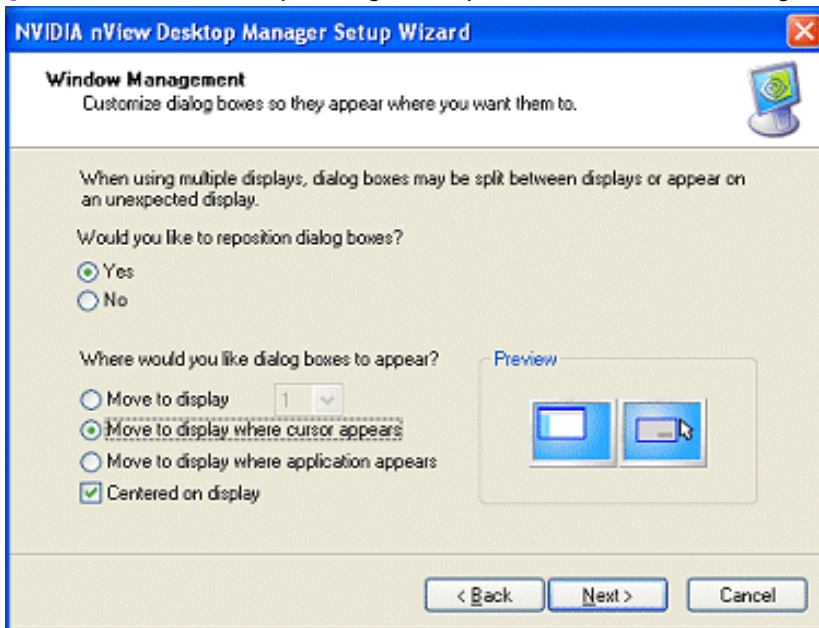 NVIDIA nView Desktop Manager Setup Wizard
Window Management
Customize dialog boxes so they appear where you want them to.
When using multiple displays, dialog boxes may be split between displays or appear on
an unexpected display.
Would you like to reposition dialog boxes?
Yes
No
Where would you like dialog boxes to appear?
Preview
Move to display 1
Move to display where cursor appears
Move to display where application appears
Centered on display
< Back Next > Cancel